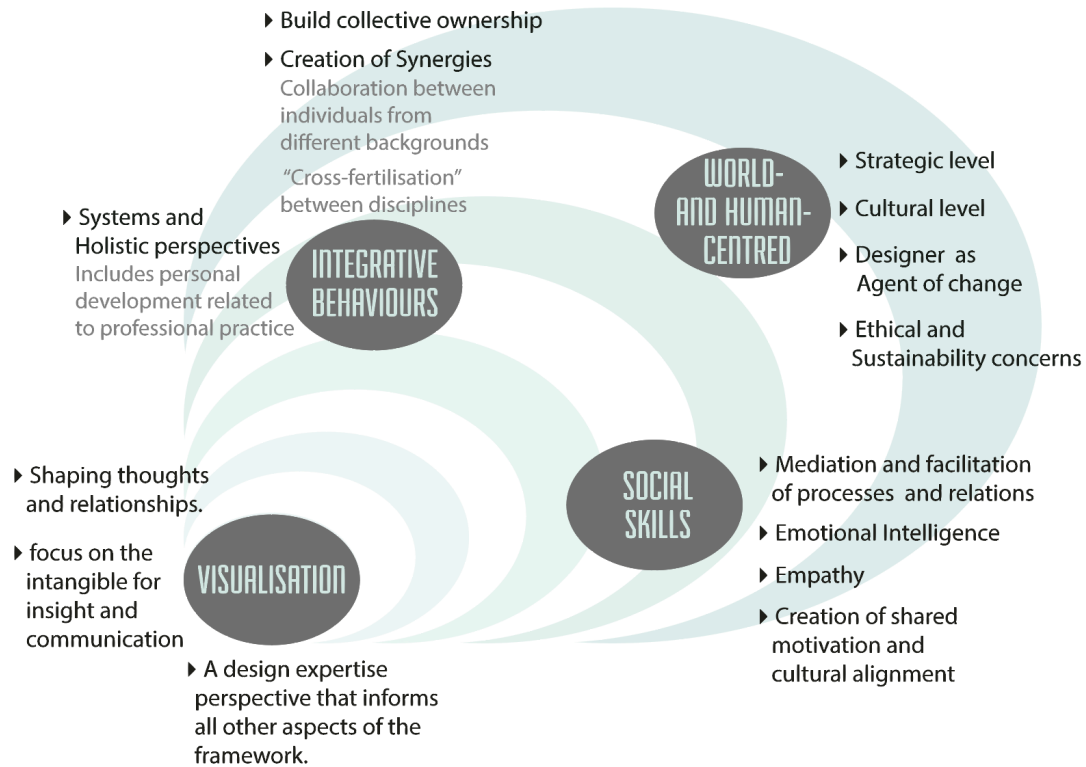 Build collective ownership
Creation of Synergies
Collaboration between
individuals from
different backgrounds
“Cross-fertilisation”
between disciplines
Systems and
Holistic perspectives
Includes personal
development related
to professional practice
INTEGRATIVE
BEHAVIOURS
WORLD-
AND HUMAN-
CENTRED
Strategic level
Cultural level
Designer as
Agent of change
Ethical and
Sustainability concerns
Shaping thoughts
and relationships.
focus on the
intangible for
insight and
communication
VISUALISATION
A design expertise
perspective that informs
all other aspects of the
framework.
SOCIAL
SKILLS
Mediation and facilitation
of processes and relations
Emotional Intelligence
Empathy
Creation of shared
motivation and
cultural alignment